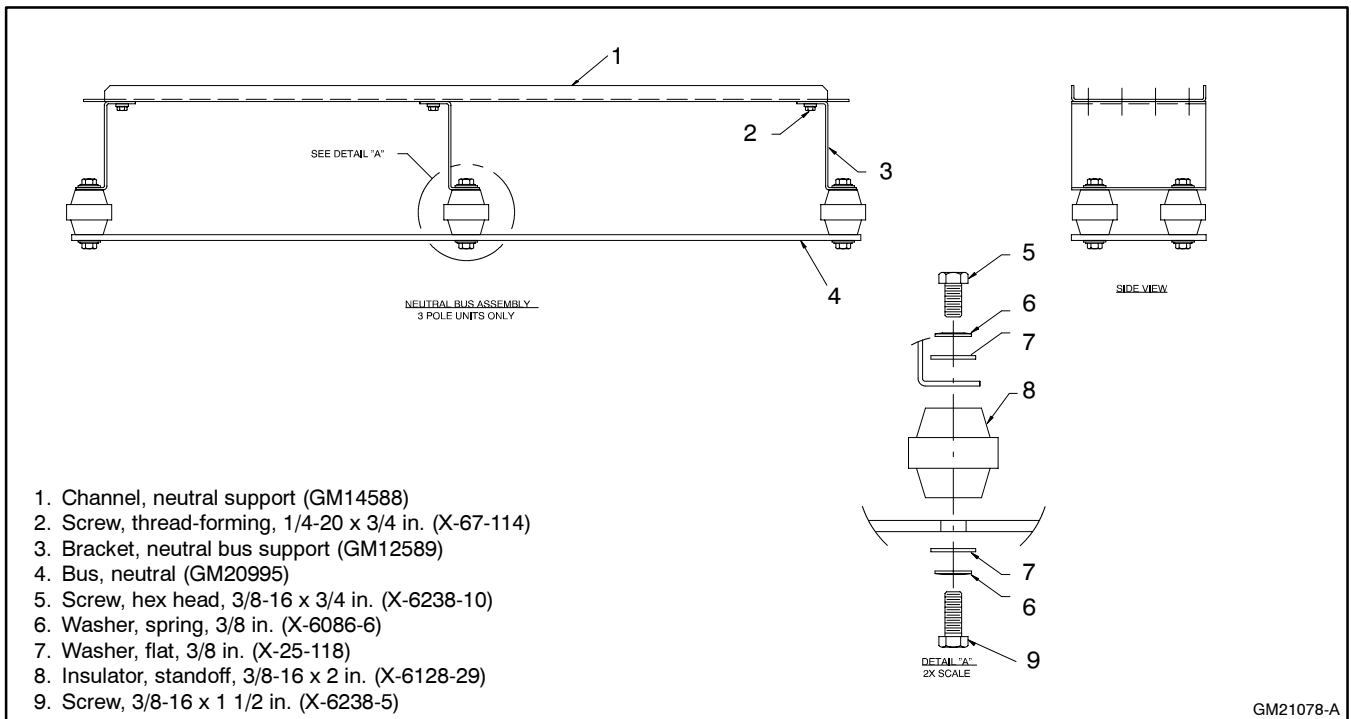 1
2
3
SEE DETAIL "A"
4
NEUTRAL BUS ASSEMBLY
3 POLE UNITS ONLY
SIDE VIEW
5
6
7
8
7
6
9
DETAIL "A"
2X SCALE
1. Channel, neutral support (GM14588)
2. Screw, thread-forming, 1/4-20 x 3/4 in. (X-67-114)
3. Bracket, neutral bus support (GM12589)
4. Bus, neutral (GM20995)
5. Screw, hex head, 3/8-16 x 3/4 in. (X-6238-10)
6. Washer, spring, 3/8 in. (X-6086-6)
7. Washer, flat, 3/8 in. (X-25-118)
8. Insulator, standoff, 3/8-16 x 2 in. (X-6128-29)
9. Screw, 3/8-16 x 1 1/2 in. (X-6238-5)
GM21078-A